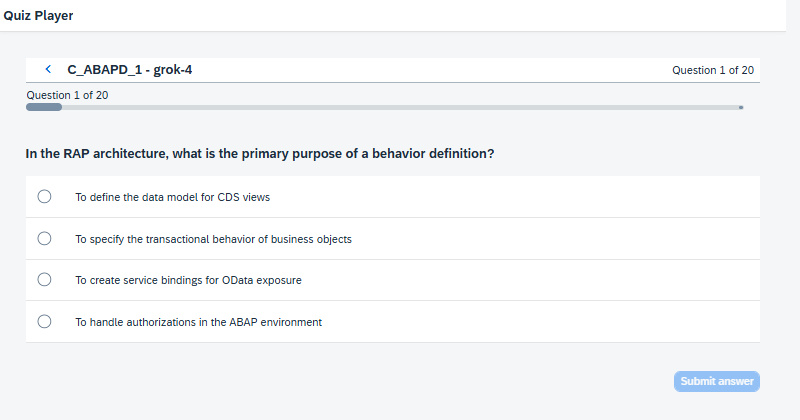 Quiz Player
C_ABAPD_1 - grok-4
Question 1 of 20
Question 1 of 20
In the RAP architecture, what is the primary purpose of a behavior definition?
To define the data model for CDS views
To specify the transactional behavior of business objects
To create service bindings for OData exposure
To handle authorizations in the ABAP environment
Submit answer